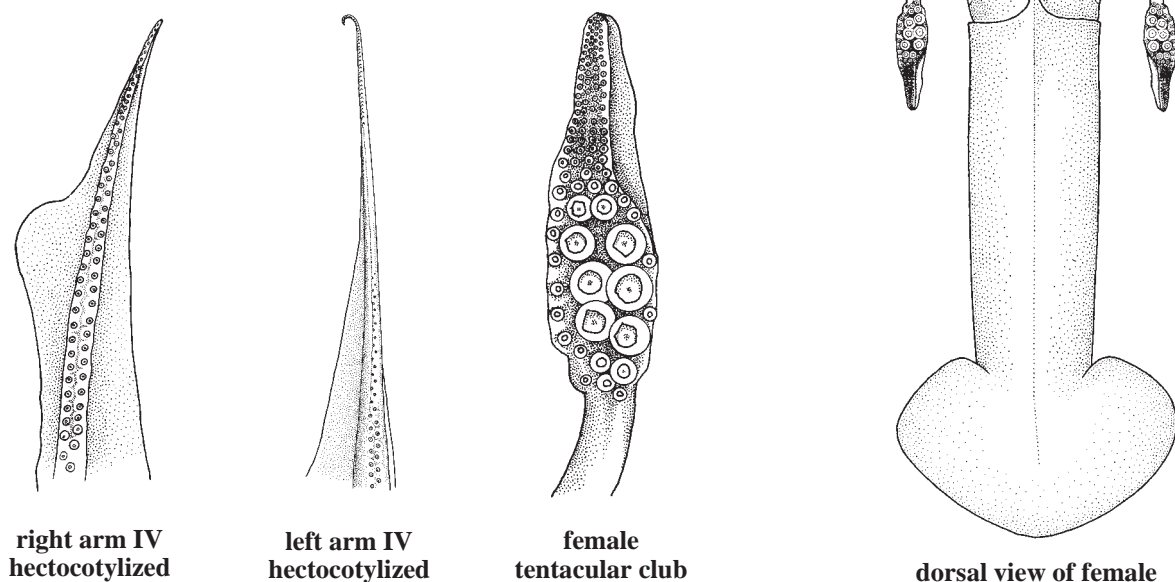 right arm IV
hectocotylized
left arm IV
hectocotylized
female
tentacular club
dorsal view of female